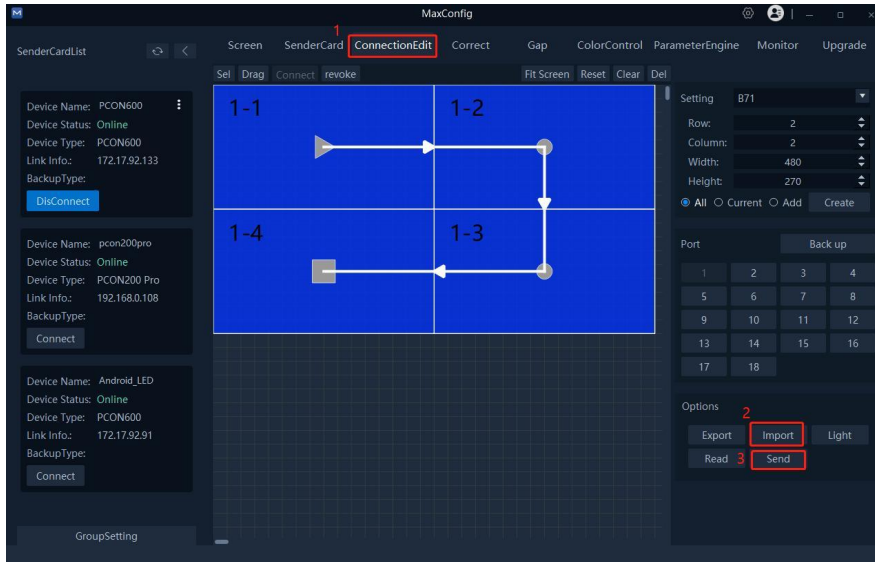 MaxConfig
1
SenderCardList
Screen SenderCard ConnectionEdit Correct Gap ColorControl ParameterEngine Monitor Upgrade
Sel Drag Connect revoke Fit Screen Reset Clear Del
Device Name: PCON600
Device Status: Online
Device Type: PCON600
Link Info.: 172.17.92.133
BackupType:
DisConnect
Device Name: pcon200pro
Device Status: Online
Device Type: PCON200 Pro
Link Info.: 192.168.0.108
BackupType:
Connect
Device Name: Android_LED
Device Status: Online
Device Type: PCON600
Link Info.: 172.17.92.91
BackupType:
Connect
GroupSetting
1-1 1-2
1-4 1-3
Setting B71
Row: 2
Column: 2
Width: 480
Height: 270
All Current Add Create
Port Back up
1 2 3 4
5 6 7 8
9 10 11 12
13 14 15 16
17 18
Options
2
Export Import Light
Read 3 Send